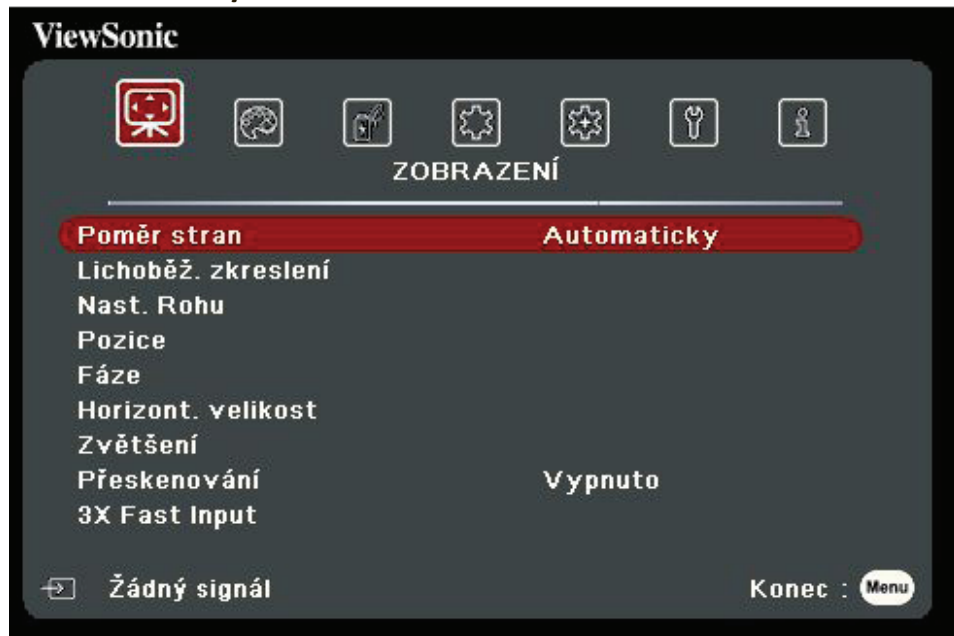 ViewSonic
ZOBRAZENÍ
Poměr stran Automaticky
Lichoběž. zkreslení
Nast. Rohu
Pozice
Fáze
Horizont. velikost
Zvětšení
Přeskenování Vypnuto
3X Fast Input
Žádný signál Konec : Menu